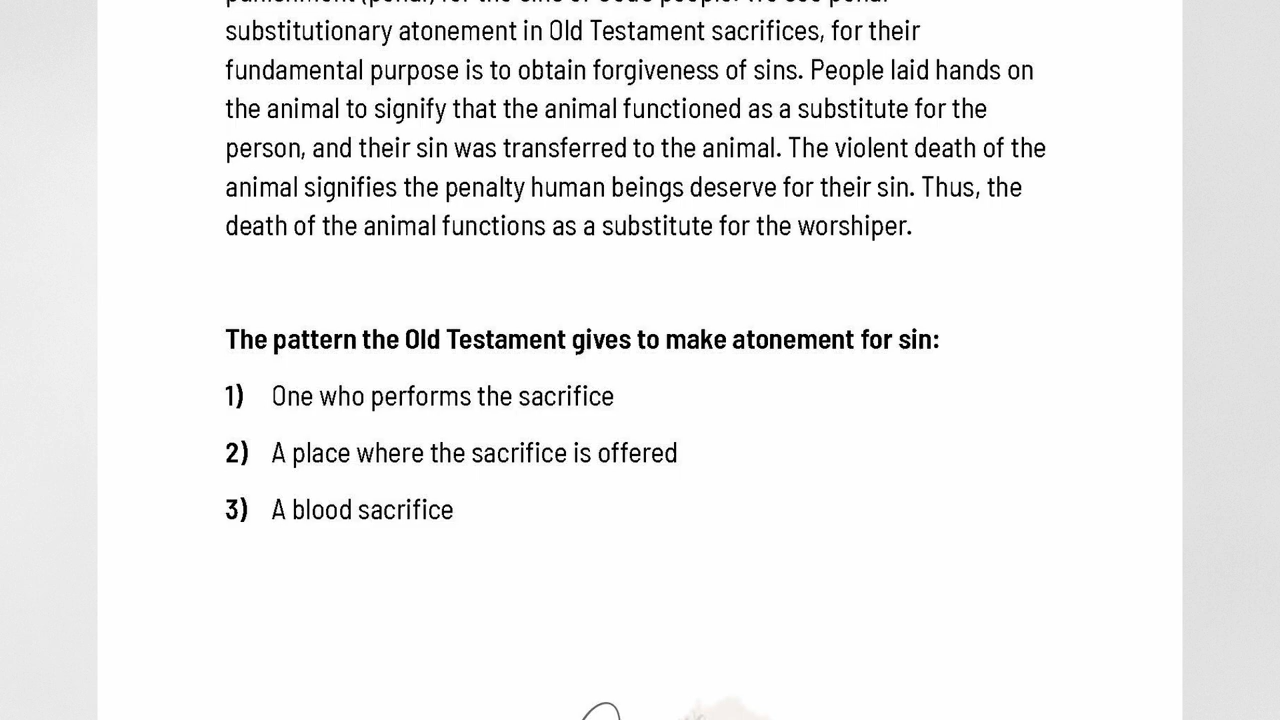 substitutionary atonement in Old Testament sacrifices, for their
fundamental purpose is to obtain forgiveness of sins. People laid hands on
the animal to signify that the animal functioned as a substitute for the
person, and their sin was transferred to the animal. The violent death of the
animal signifies the penalty human beings deserve for their sin. Thus, the
death of the animal functions as a substitute for the worshiper.
The pattern the Old Testament gives to make atonement for sin:
1) One who performs the sacrifice
2) A place where the sacrifice is offered
3) A blood sacrifice